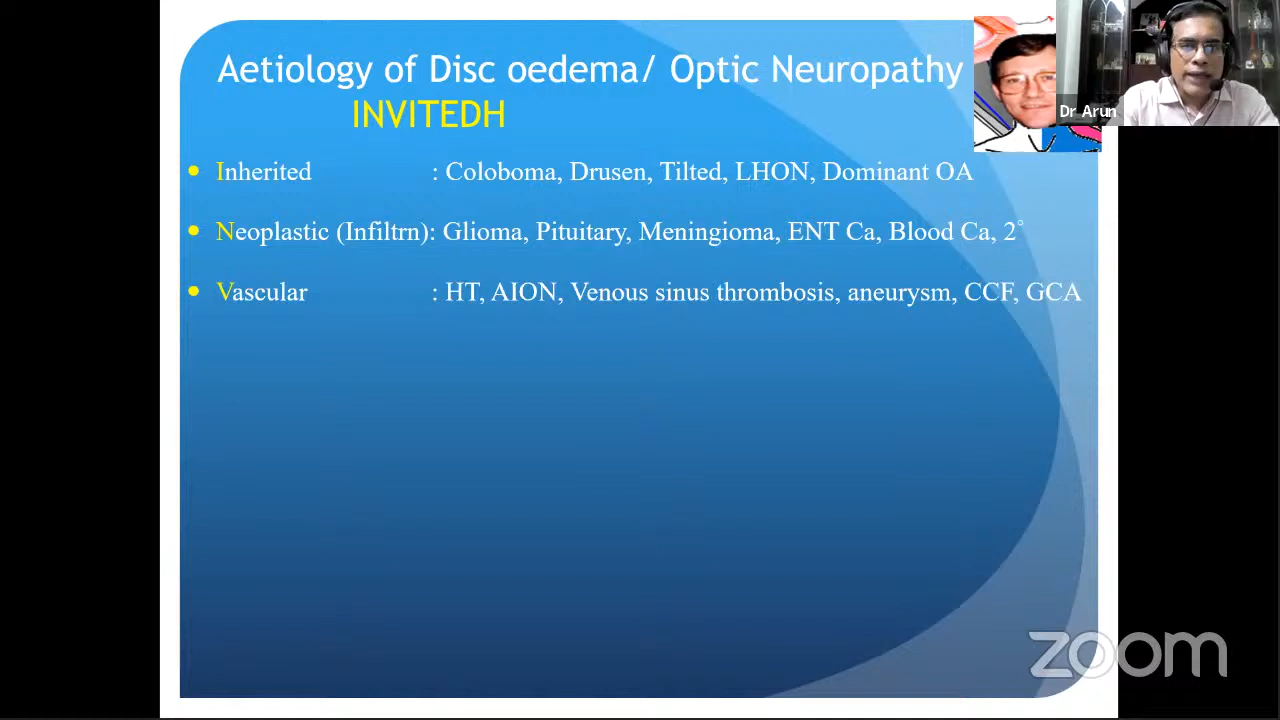 Aetiology of Disc oedema/ Optic Neuropathy
INVITEDH
Dr Arun
Inherited : Coloboma, Drusen, Tilted, LHON, Dominant OA
Neoplastic (Infiltrn): Glioma, Pituitary, Meningioma, ENT Ca, Blood Ca, 2°
Vascular : HT, AION, Venous sinus thrombosis, aneurysm, CCF, GCA
zoom